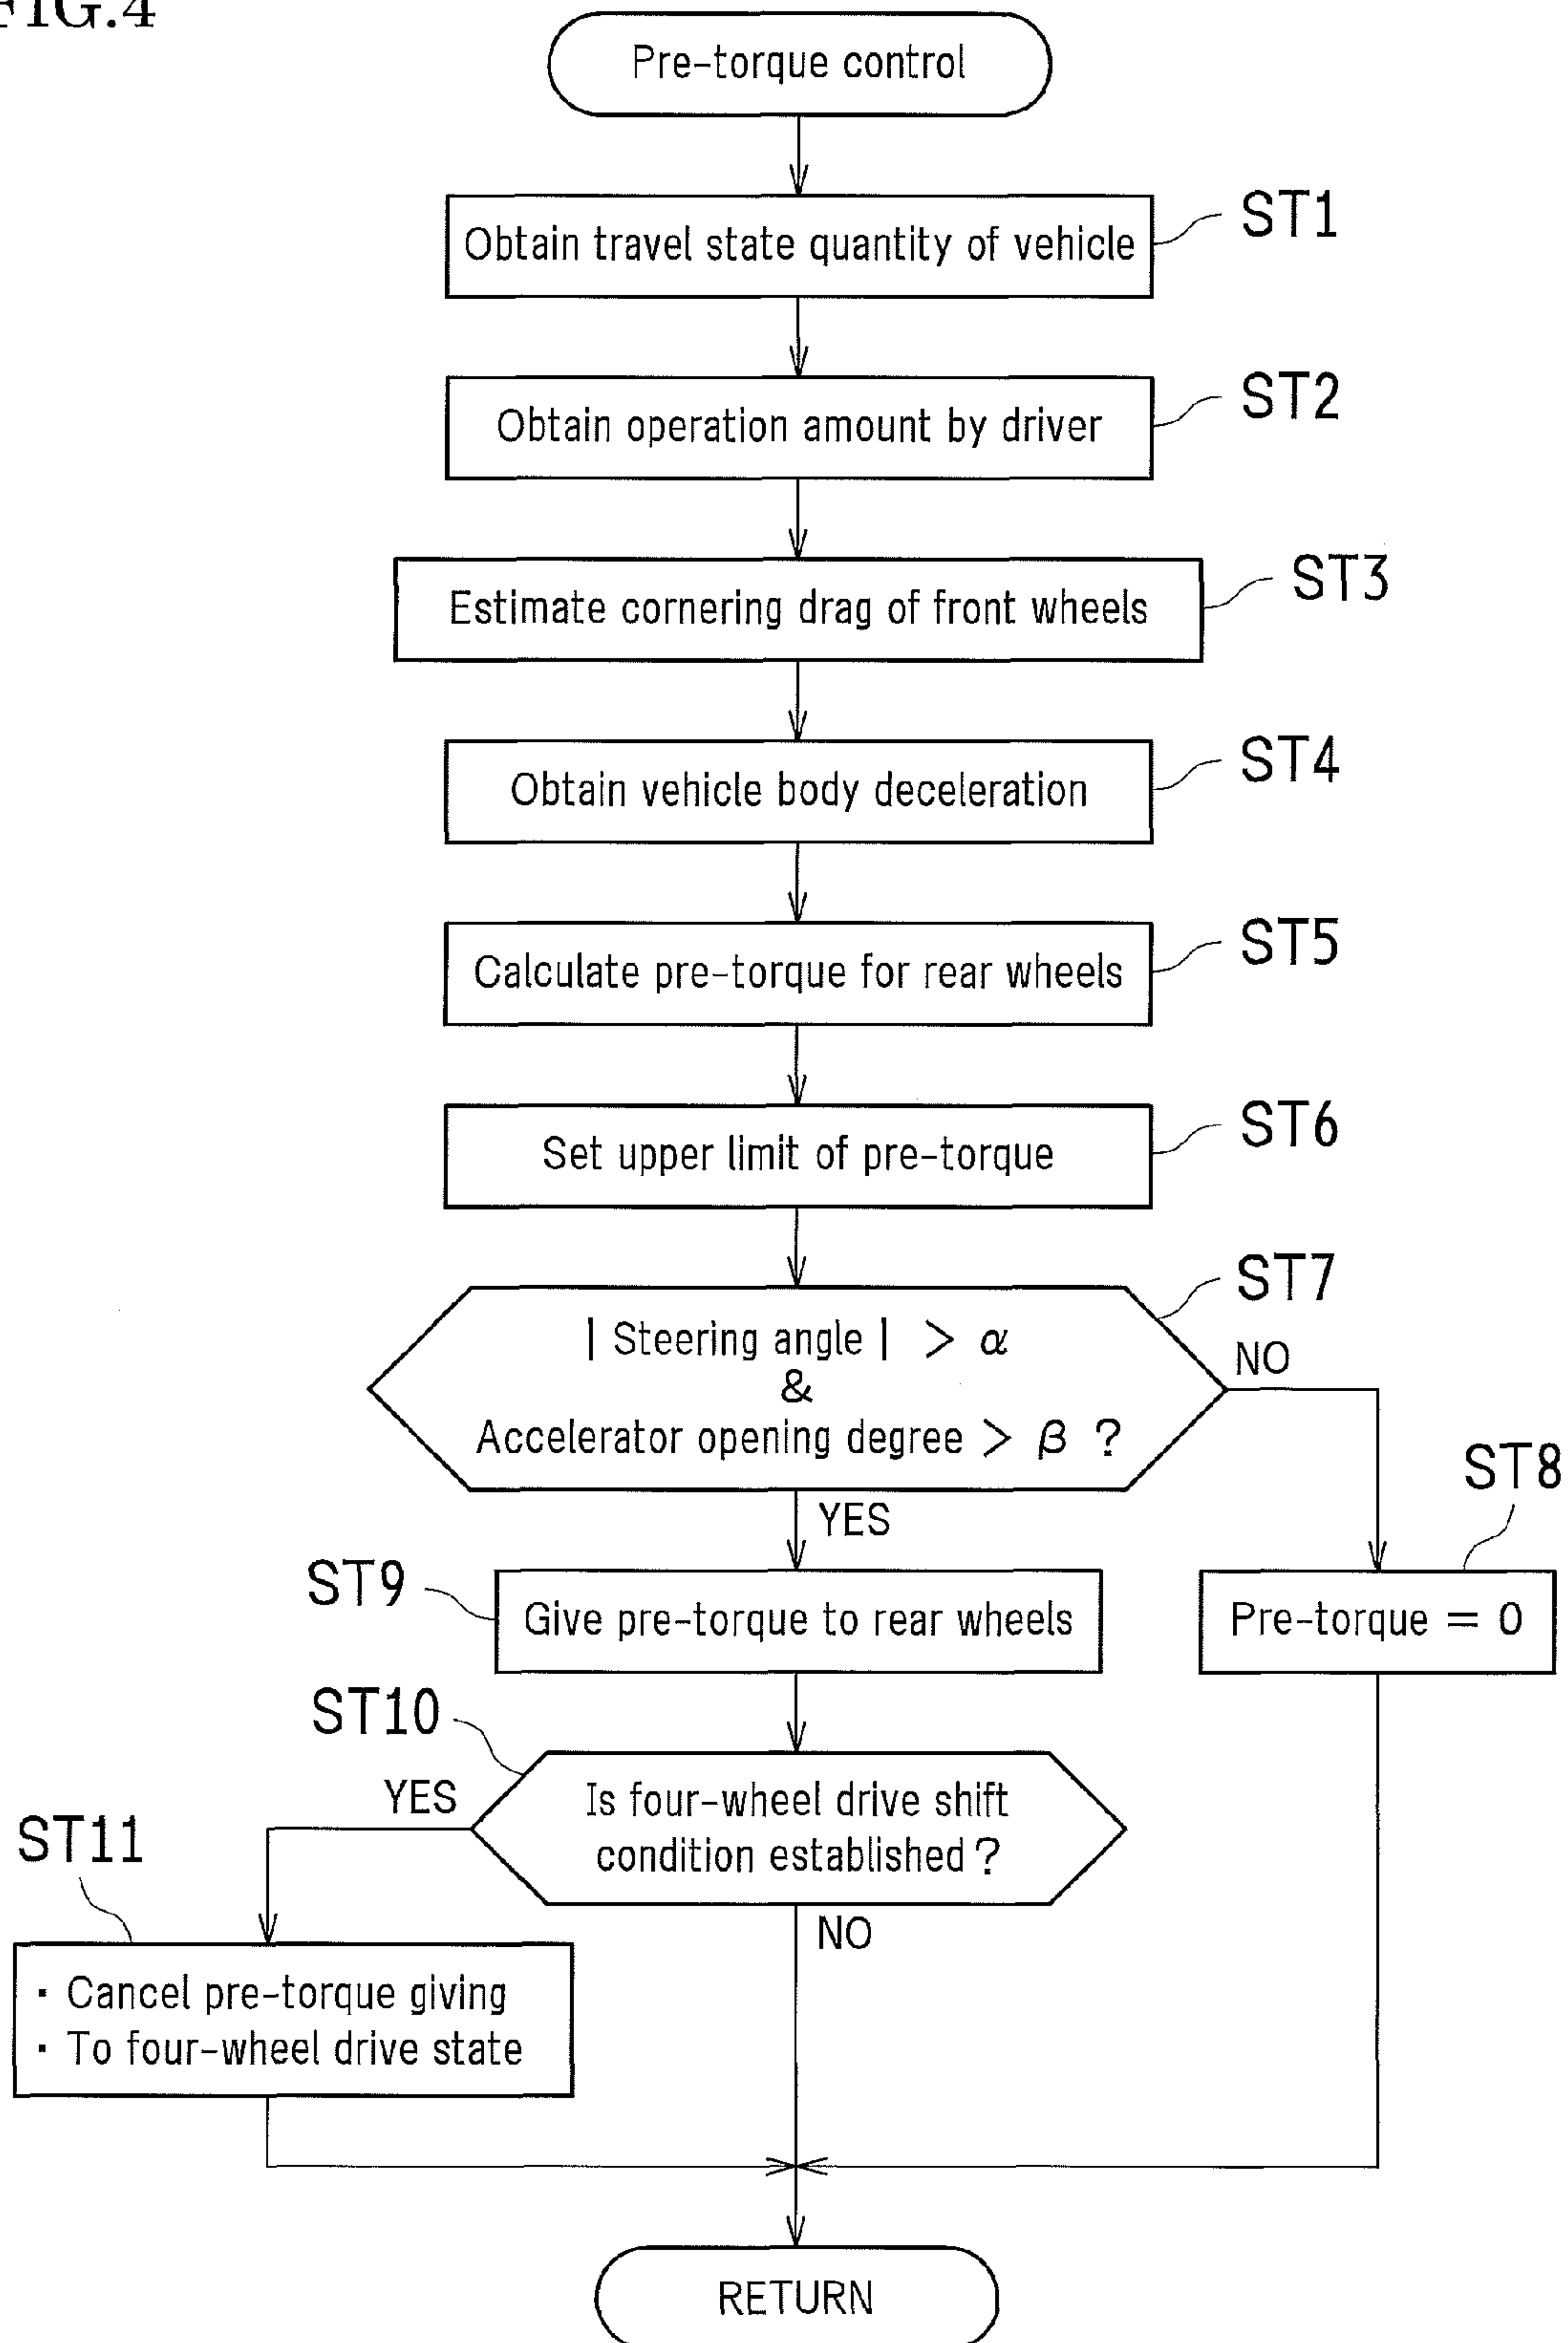 FIG.4
Pre-torque control
ST1
Obtain travel state quantity of vehicle
ST2
Obtain operation amount by driver
ST3
Estimate cornering drag of front wheels
ST4
Obtain vehicle body deceleration
ST5
Calculate pre-torque for rear wheels
ST6
Set upper limit of pre-torque
ST7
| Steering angle | > α
&
Accelerator opening degree > β ?
NO
YES
ST8
Pre-torque = 0
ST9
Give pre-torque to rear wheels
ST10
Is four-wheel drive shift
condition established ?
YES
NO
ST11
· Cancel pre-torque giving
· To four-wheel drive state
RETURN